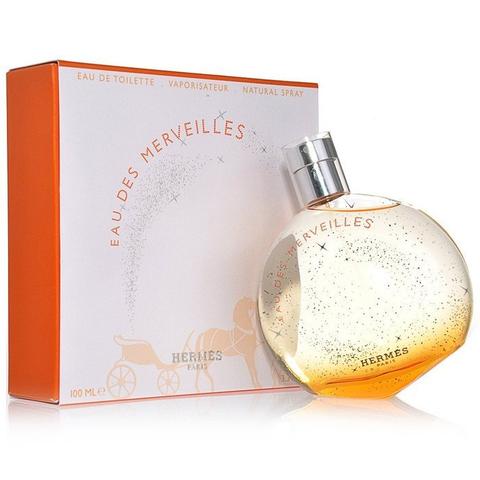 EAU DE TOILETTE . VAPORISATEUR . NATURAL SPRAY
EAU DES MERVEILLES
HERMÈS
PARIS
100 ML e
EAU DES MERVEILLES
HERMÈS
PARIS